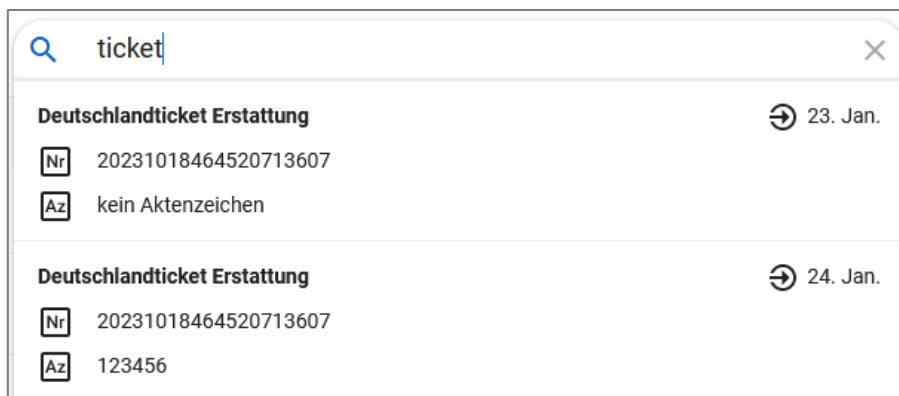 ticket
Deutschlandticket Erstattung 23. Jan.
Nr 20231018464520713607
Az kein Aktenzeichen
Deutschlandticket Erstattung 24. Jan.
Nr 20231018464520713607
Az 123456